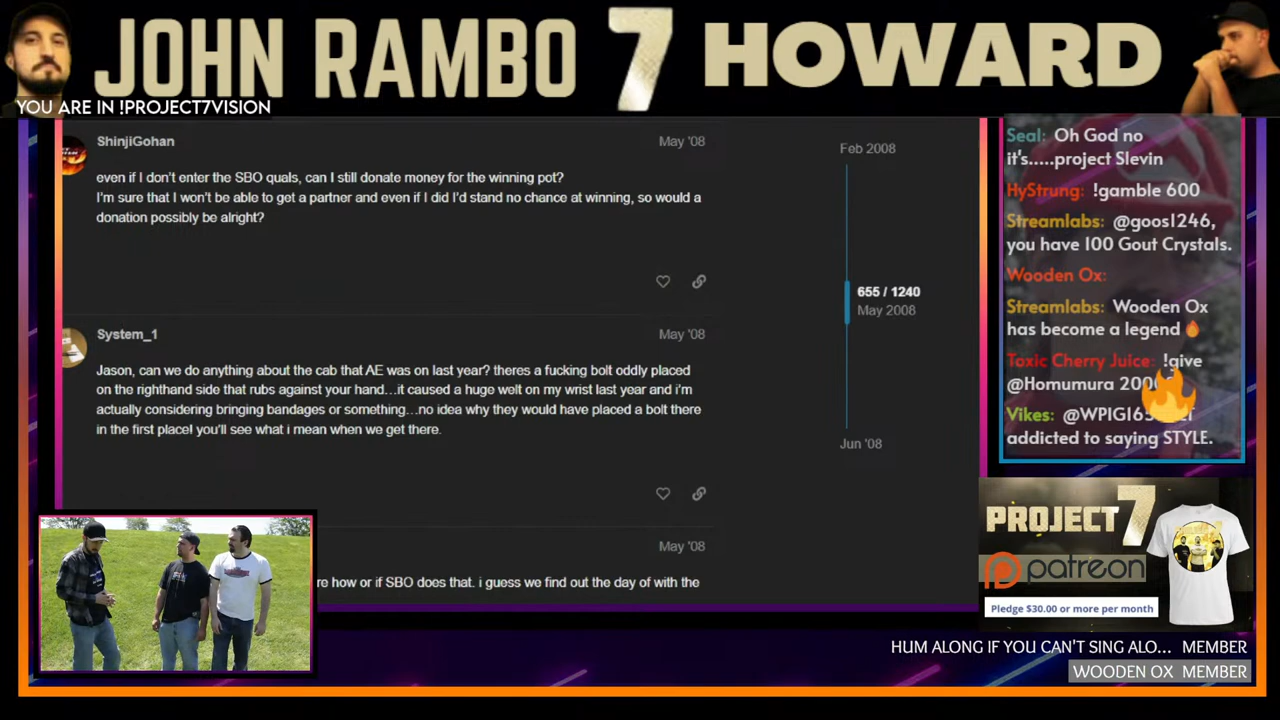 JOHN RAMBO 7 HOWARD
YOU ARE IN !PROJECT7VISION
ShinjiGohan
May '08
even if I don't enter the SBO quals, can I still donate money for the winning pot?
I'm sure that I won't be able to get a partner and even if I did I'd stand no chance at winning, so would a
donation possibly be alright?
System_1
May '08
Jason, can we do anything about the cab that AE was on last year? theres a fucking bolt oddly placed
on the righthand side that rubs against your hand…it caused a huge welt on my wrist last year and i'm
actually considering bringing bandages or something…no idea why they would have placed a bolt there
in the first place! you'll see what i mean when we get there.
May '08
re how or if SBO does that. i guess we find out the day of with the
Feb 2008
655 / 1240
May 2008
Jun '08
Seal: Oh God no
it's.....project Slevin
HyStrung: !gamble 600
Streamlabs: @goos1246,
you have 100 Gout Crystals.
Wooden Ox:
Streamlabs: Wooden Ox
has become a legend
Toxic Cherry Juice: !give
@Homumura
Vikes:
addicted to saying STYLE.
PROJECT 7
patreon
Pledge $30.00 or more per month
HUM ALONG IF YOU CAN'T SING ALO... MEMBER
WOODEN OX MEMBER